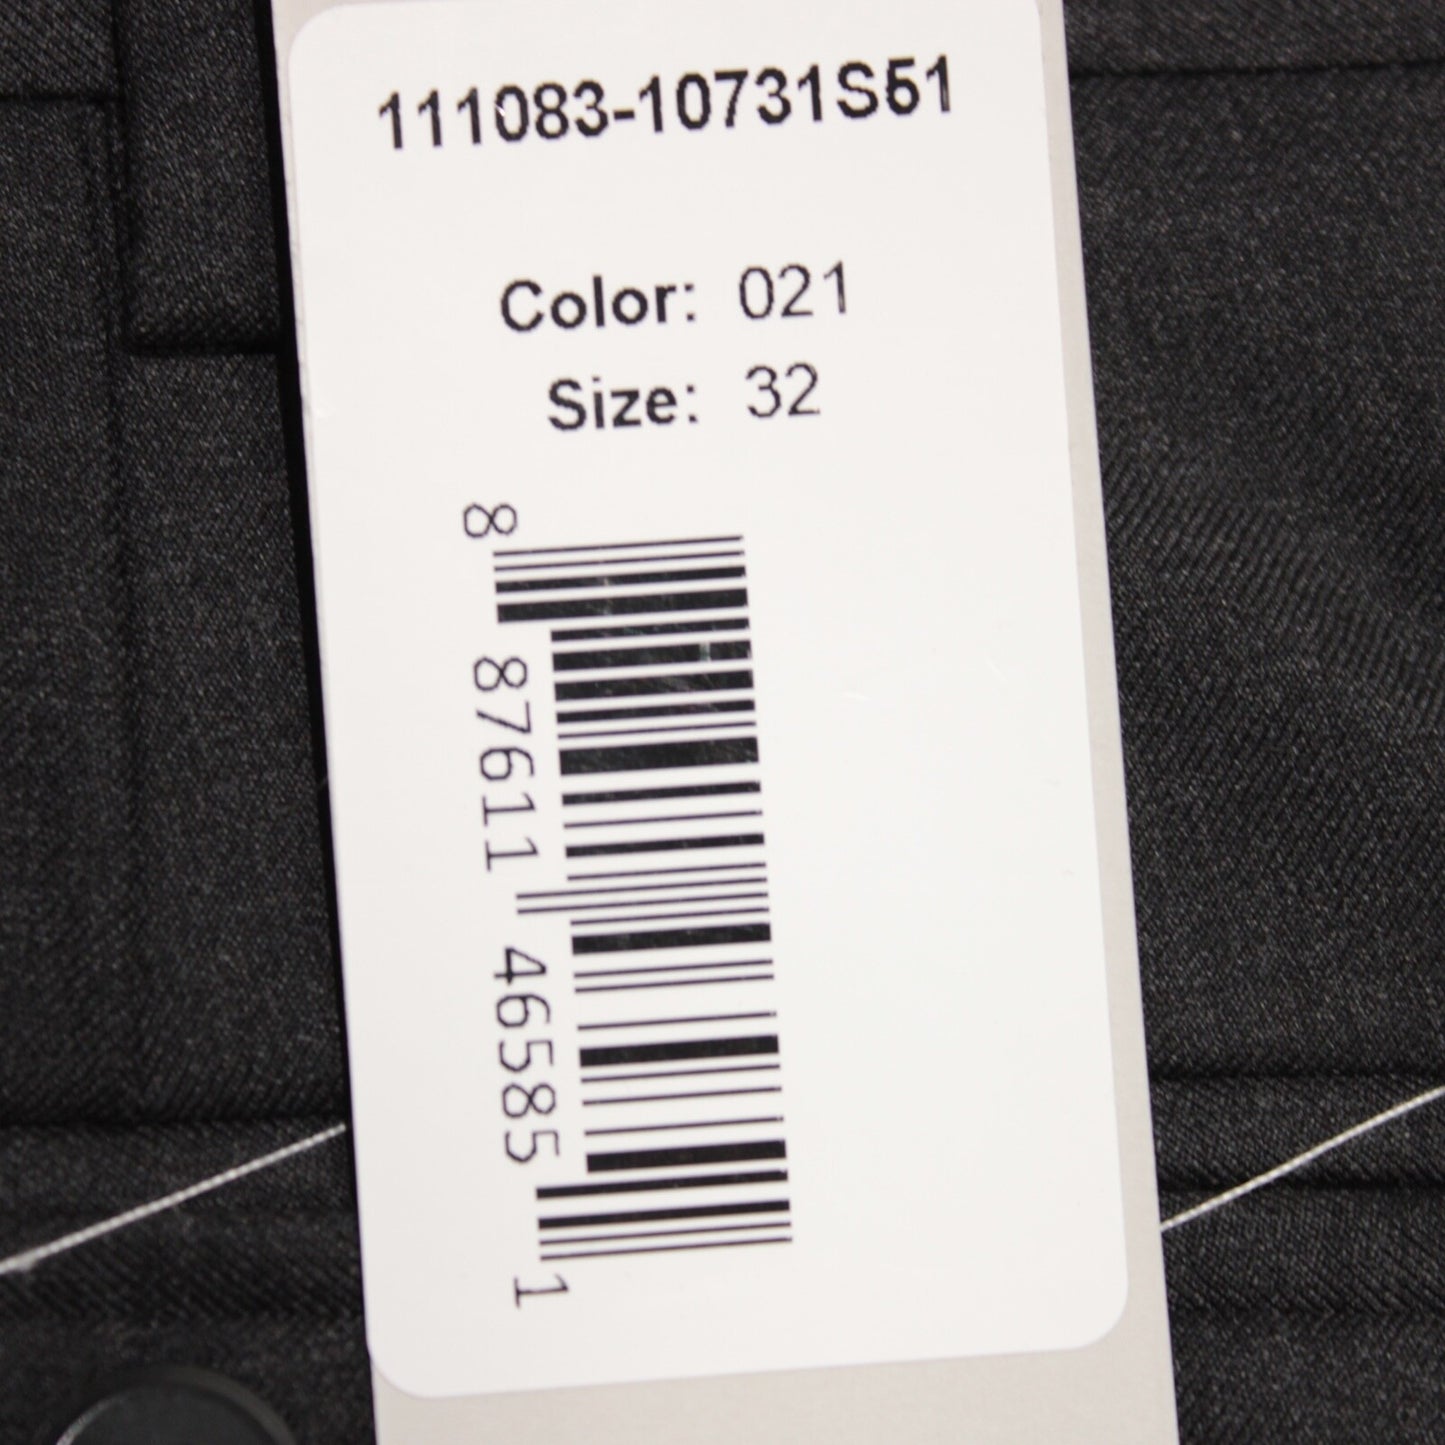 111083-10731S51
Color: 021
Size: 32
8 87611 46585 1